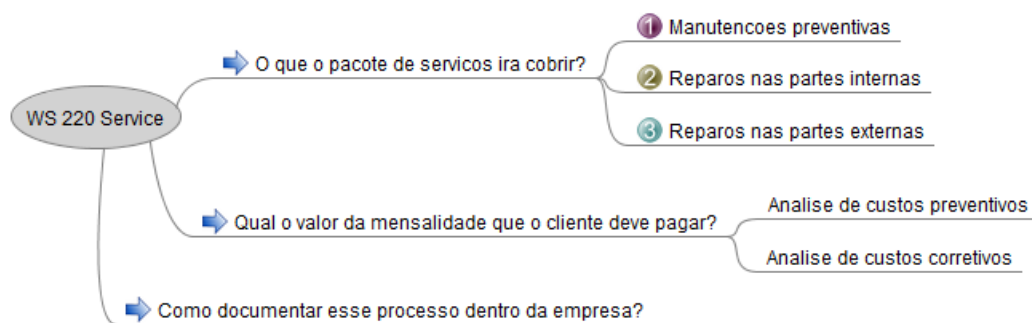 WS 220 Service
O que o pacote de servicos ira cobrir?
1 Manutencoes preventivas
2 Reparos nas partes internas
3 Reparos nas partes externas
Qual o valor da mensalidade que o cliente deve pagar?
Analise de custos preventivos
Analise de custos corretivos
Como documentar esse processo dentro da empresa?